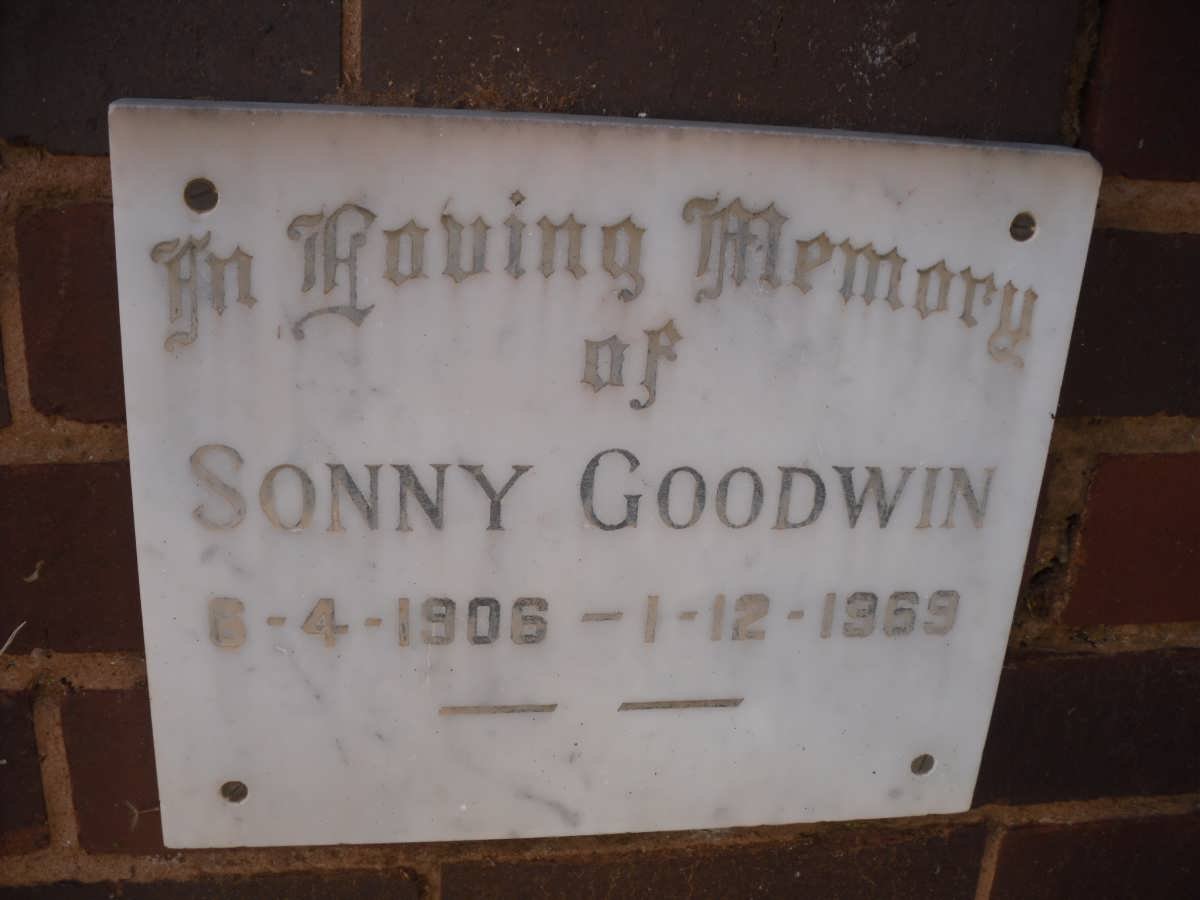 In Loving Memory
of
SONNY GOODWIN
6-4-1906 - 1-12-1969